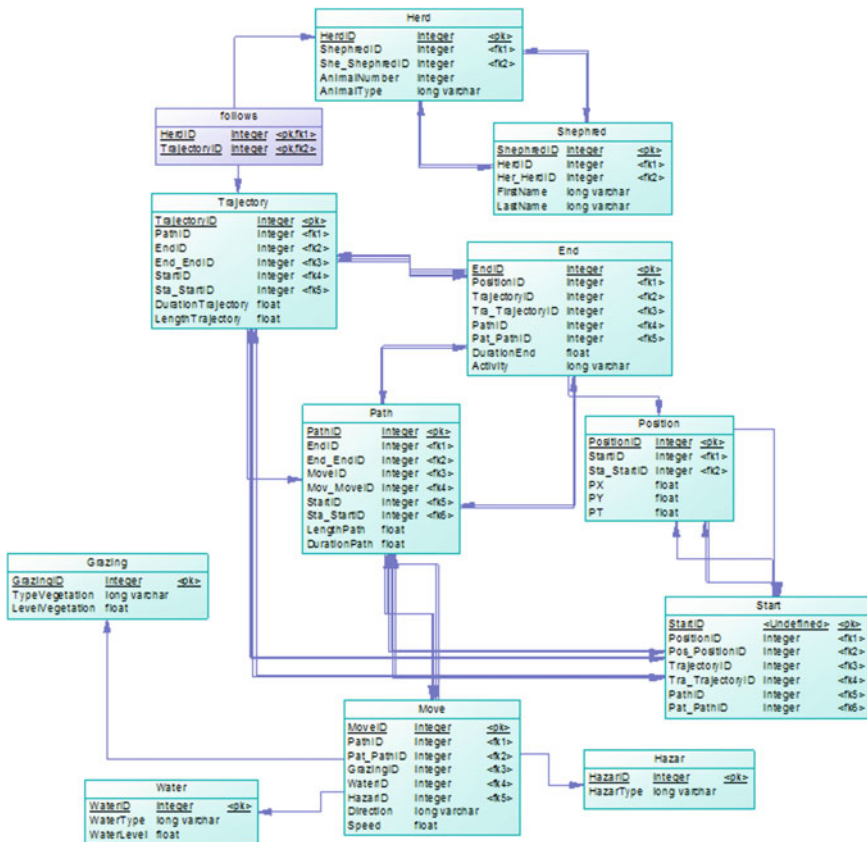 Herd
HerdID Integer <pk>
ShephredID Integer <fk1>
She_ShephredID Integer <fk2>
AnimalNumber Integer
AnimalType long varchar
follows
HerdID Integer <pk,fk1>
TrajectoryID Integer <pk,fk2>
Shephred
ShephredID Integer <pk>
HerdID Integer <fk1>
Her_HerdID Integer <fk2>
FirstName long varchar
LastName long varchar
Trajectory
TrajectoryID Integer <pk>
PathID Integer <fk1>
EndID Integer <fk2>
End_EndID Integer <fk3>
StartID Integer <fk4>
Sta_StartID Integer <fk5>
DurationTrajectory float
LengthTrajectory float
End
EndID Integer <pk>
PositionID Integer <fk1>
TrajectoryID Integer <fk2>
Tra_TrajectoryID Integer <fk3>
PathID Integer <fk4>
Pat_PathID Integer <fk5>
DurationEnd float
Activity long varchar
Path
PathID Integer <pk>
EndID Integer <fk1>
End_EndID Integer <fk2>
MoveID Integer <fk3>
Mov_MoveID Integer <fk4>
StartID Integer <fk5>
Sta_StartID Integer <fk6>
LengthPath float
DurationPath float
Position
PositionID Integer <pk>
StartID Integer <fk1>
Sta_StartID Integer <fk2>
PX float
PY float
PT float
Grazing
GrazingID Integer <pk>
TypeVegetation long varchar
LevelVegetation float
Start
StartID <Undefined> <pk>
PositionID Integer <fk1>
Pos_PositionID Integer <fk2>
TrajectoryID Integer <fk3>
Tra_TrajectoryID Integer <fk4>
PathID Integer <fk5>
Pat_PathID Integer <fk6>
Move
MoveID Integer <pk>
PathID Integer <fk1>
Pat_PathID Integer <fk2>
GrazingID Integer <fk3>
WaterID Integer <fk4>
HazarID Integer <fk5>
Direction long varchar
Speed float
Hazar
HazarID Integer <pk>
HazarType long varchar
Water
WaterID Integer <pk>
WaterType long varchar
WaterLevel float